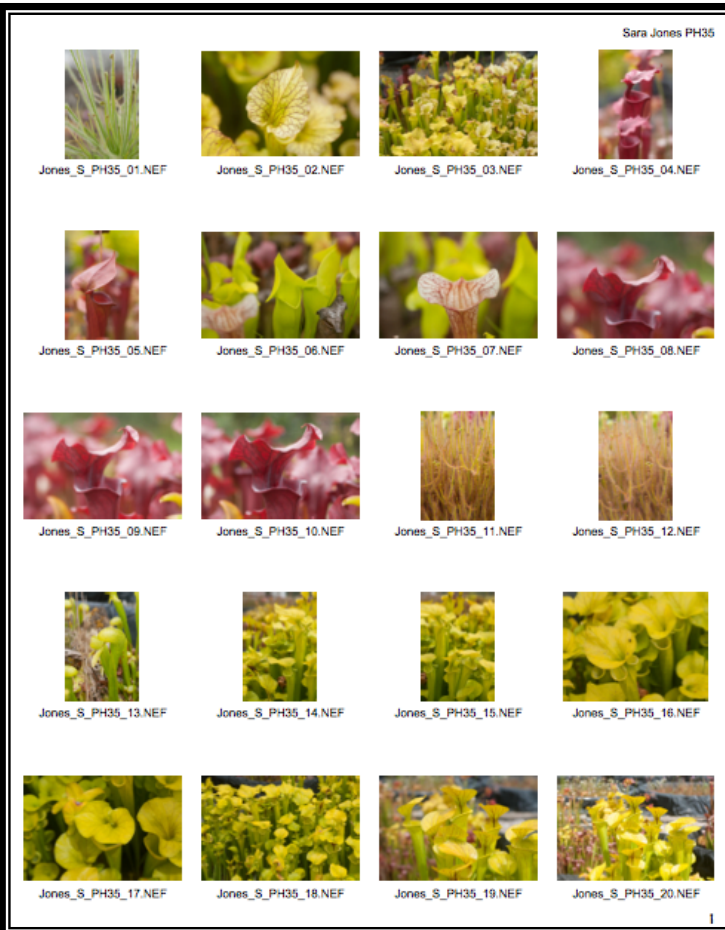 Sara Jones PH35
Jones_S_PH35_01.NEF Jones_S_PH35_02.NEF Jones_S_PH35_03.NEF Jones_S_PH35_04.NEF
Jones_S_PH35_05.NEF Jones_S_PH35_06.NEF Jones_S_PH35_07.NEF Jones_S_PH35_08.NEF
Jones_S_PH35_09.NEF Jones_S_PH35_10.NEF Jones_S_PH35_11.NEF Jones_S_PH35_12.NEF
Jones_S_PH35_13.NEF Jones_S_PH35_14.NEF Jones_S_PH35_15.NEF Jones_S_PH35_16.NEF
Jones_S_PH35_17.NEF Jones_S_PH35_18.NEF Jones_S_PH35_19.NEF Jones_S_PH35_20.NEF
1